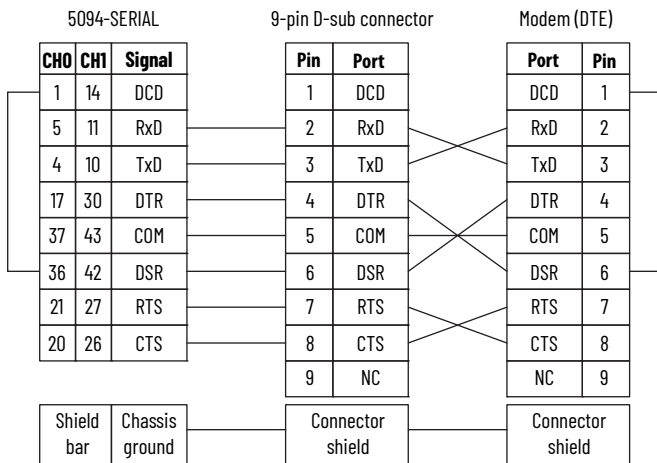 5094-SERIAL 9-pin D-sub connector Modem (DTE)
CH0 CH1 Signal Pin Port Port Pin
1 14 DCD 1 DCD DCD 1
5 11 RxD 2 RxD RxD 2
4 10 TxD 3 TxD TxD 3
17 30 DTR 4 DTR DTR 4
37 43 COM 5 COM COM 5
36 42 DSR 6 DSR DSR 6
21 27 RTS 7 RTS RTS 7
20 26 CTS 8 CTS CTS 8
9 NC NC 9
Shield Chassis Connector Connector
bar ground shield shield